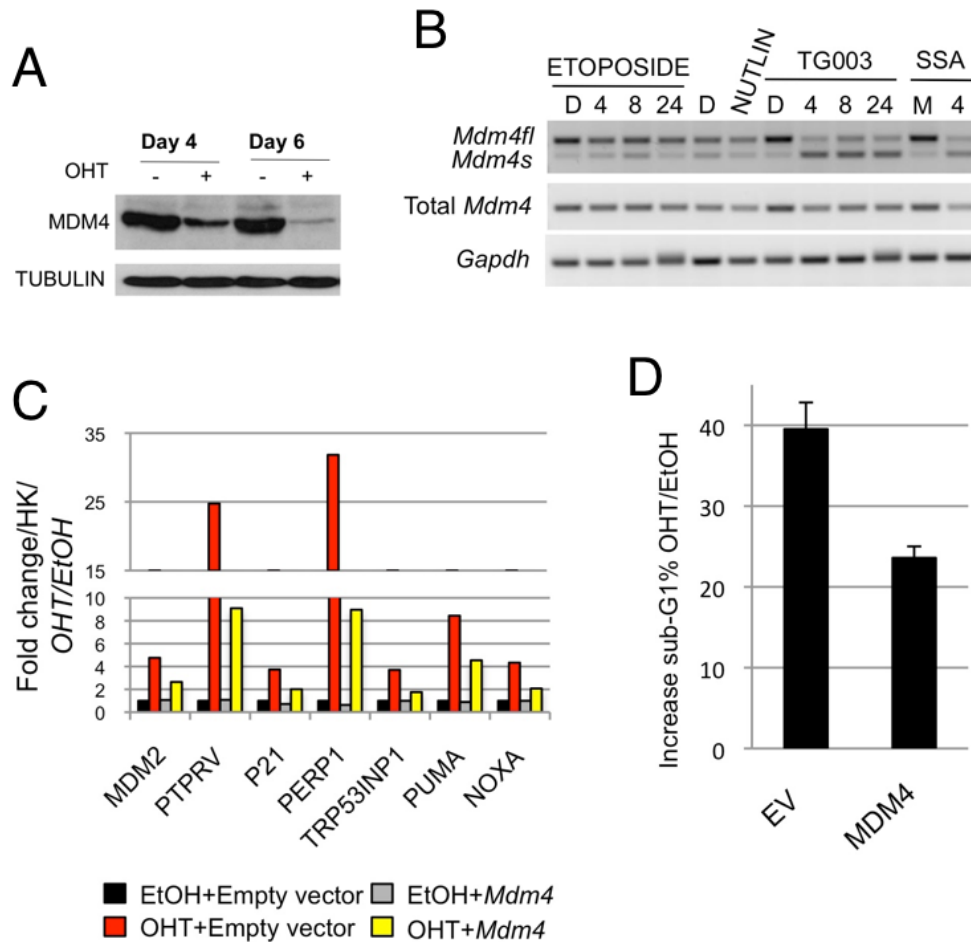 A
Day 4 Day 6
OHT - + - +
MDM4
TUBULIN
B
ETOPOSIDE NUTLIN TG003 SSA
D 4 8 24 D D 4 8 24 M 4
Mdm4fl
Mdm4s
Total Mdm4
Gapdh
C
Fold change/HK/
OHT/EtOH
35
25
15
10
8
6
4
2
0
MDM2 PTPRV P21 PERP1 TRP53INP1 PUMA NOXA
EtOH+Empty vector EtOH+Mdm4
OHT+Empty vector OHT+Mdm4
D
Increase sub-G1% OHT/EtOH
40
30
20
10
0
EV MDM4